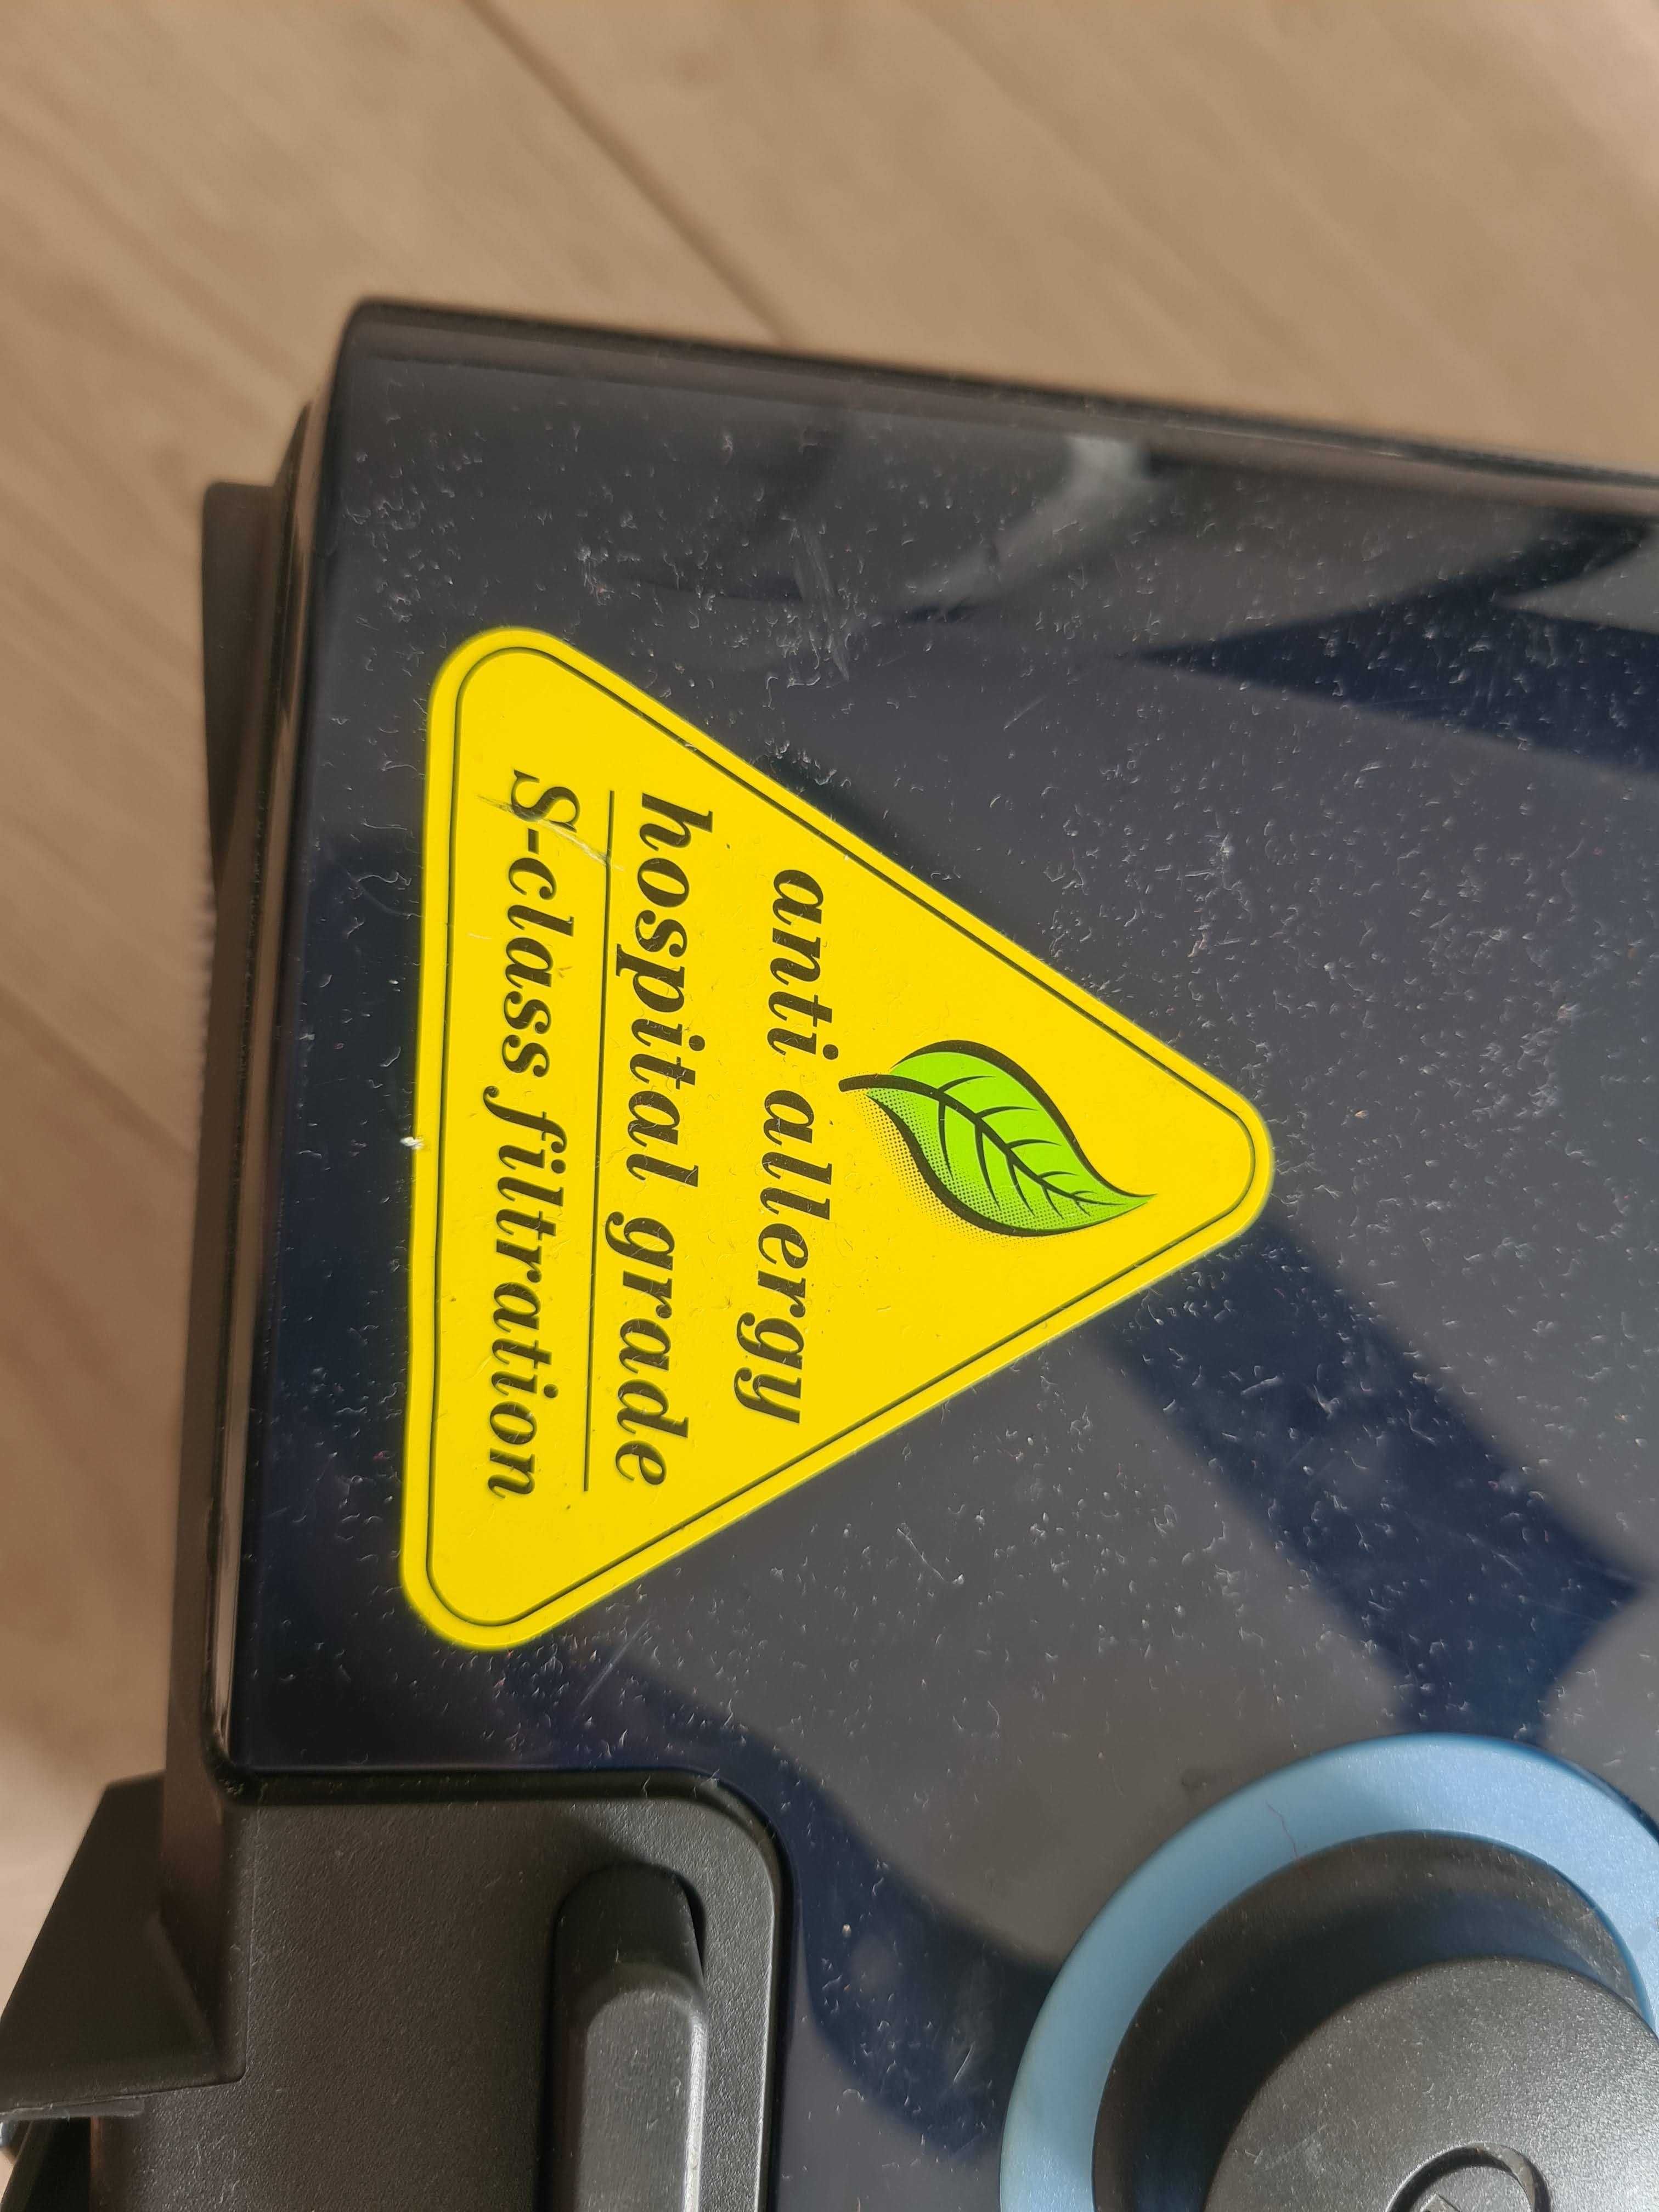 anti allergy
hospital grade
S-class filtration